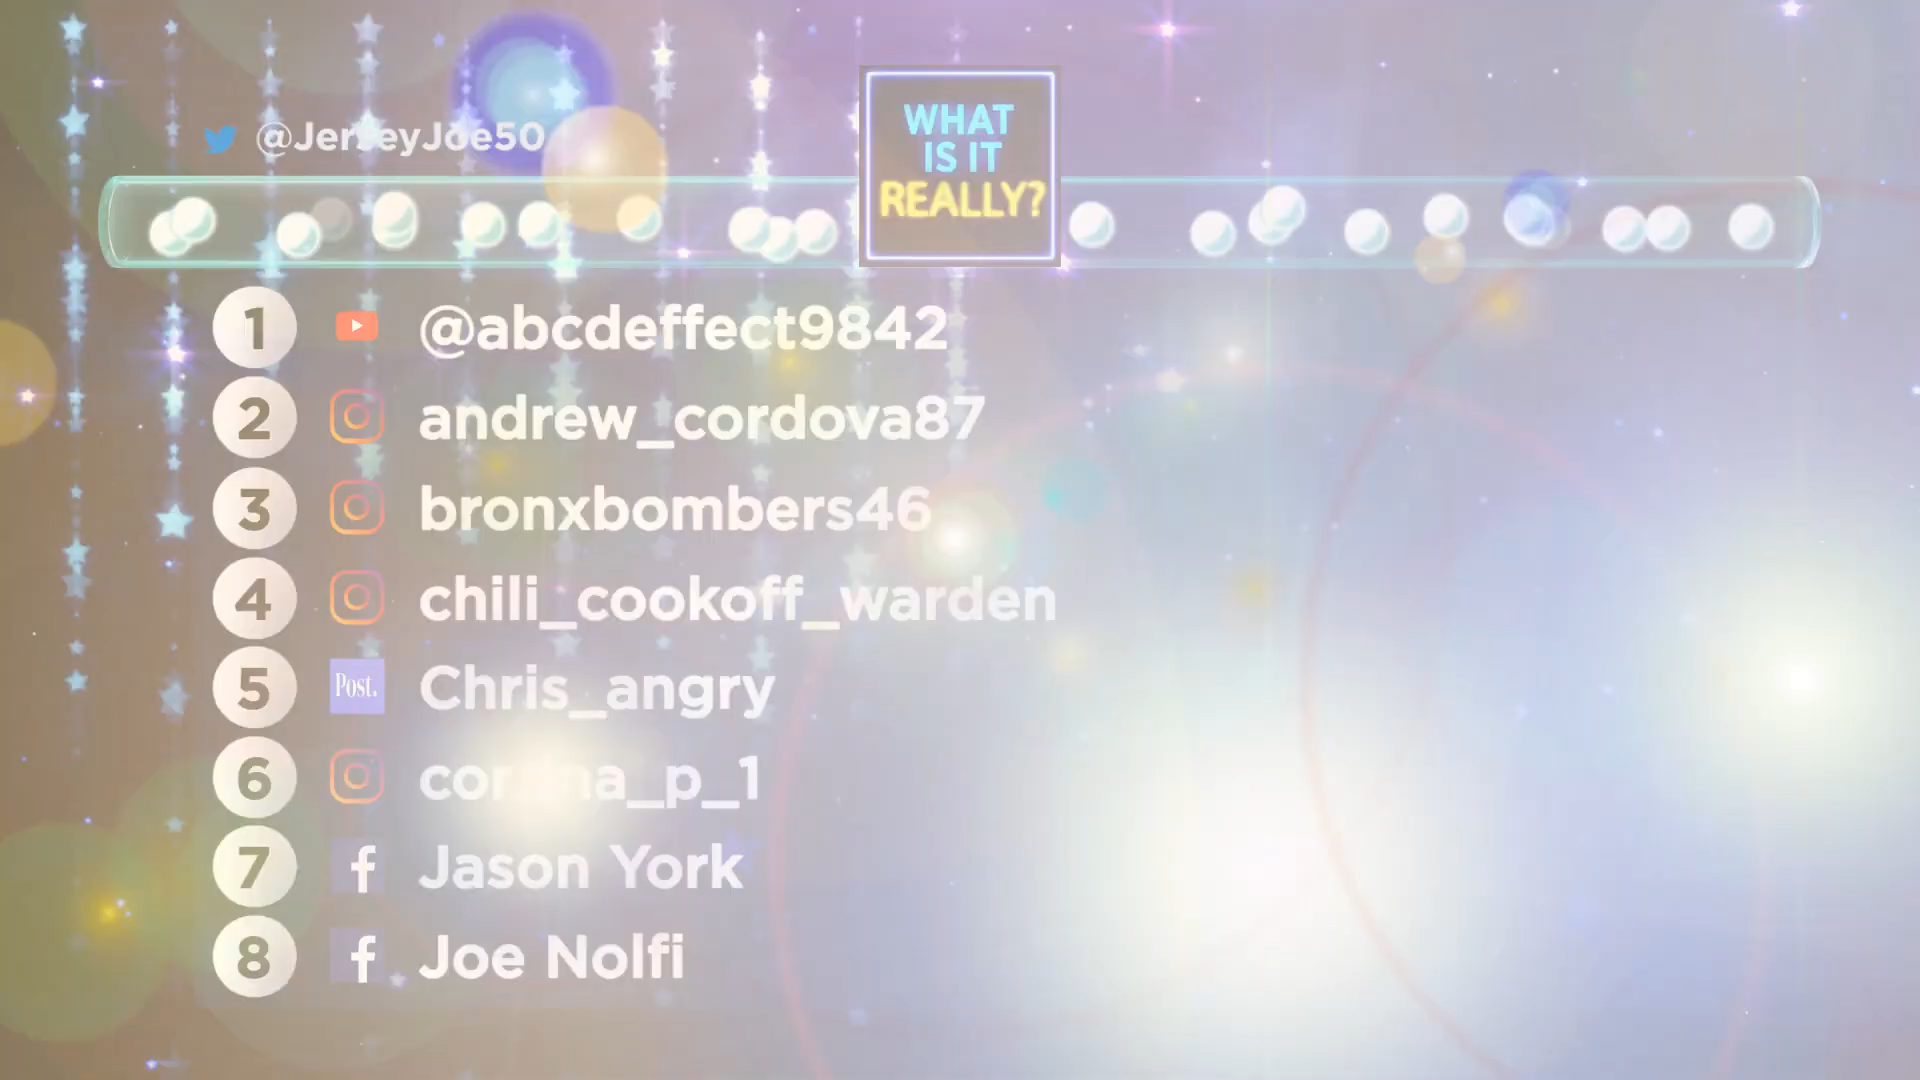 @JerseyJoe50
WHAT
IS IT
REALLY?
1 @abcdeffect9842
2 andrew_cordova87
3 bronxbombers46
4 chili_cookoff_warden
5 Post. Chris_angry
6
7 f Jason York
8 f Joe Nolfi